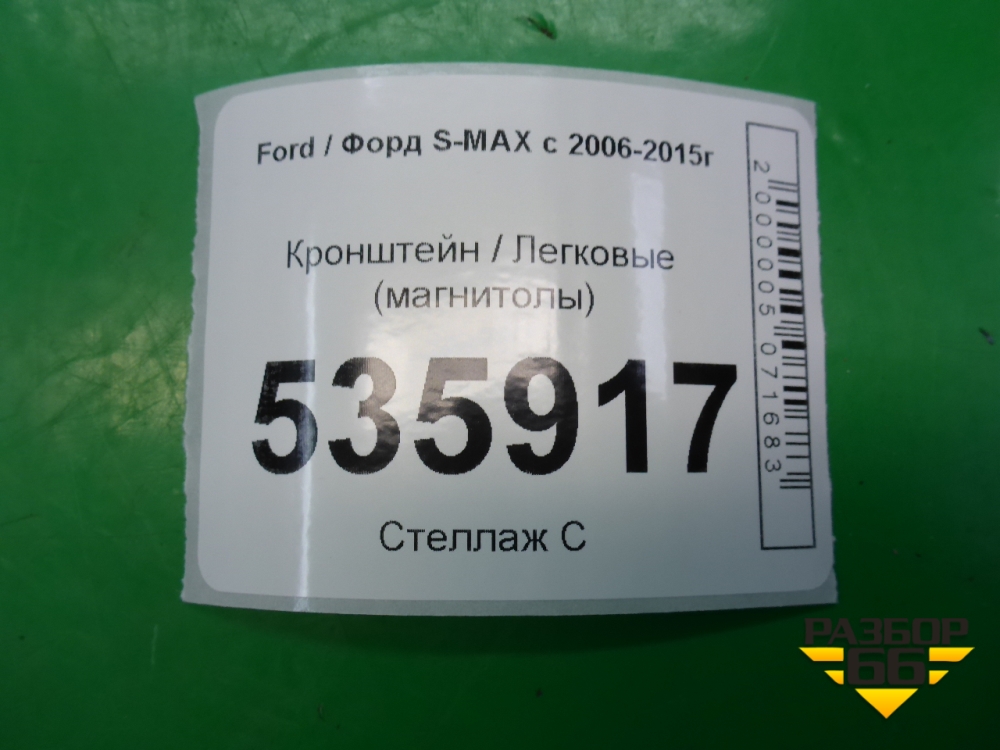 Ford / Форд S-MAX с 2006-2015г
Кронштейн / Легковые
(магнитолы)
535917
Стеллаж С
2000005071683
РАЗБОР
66